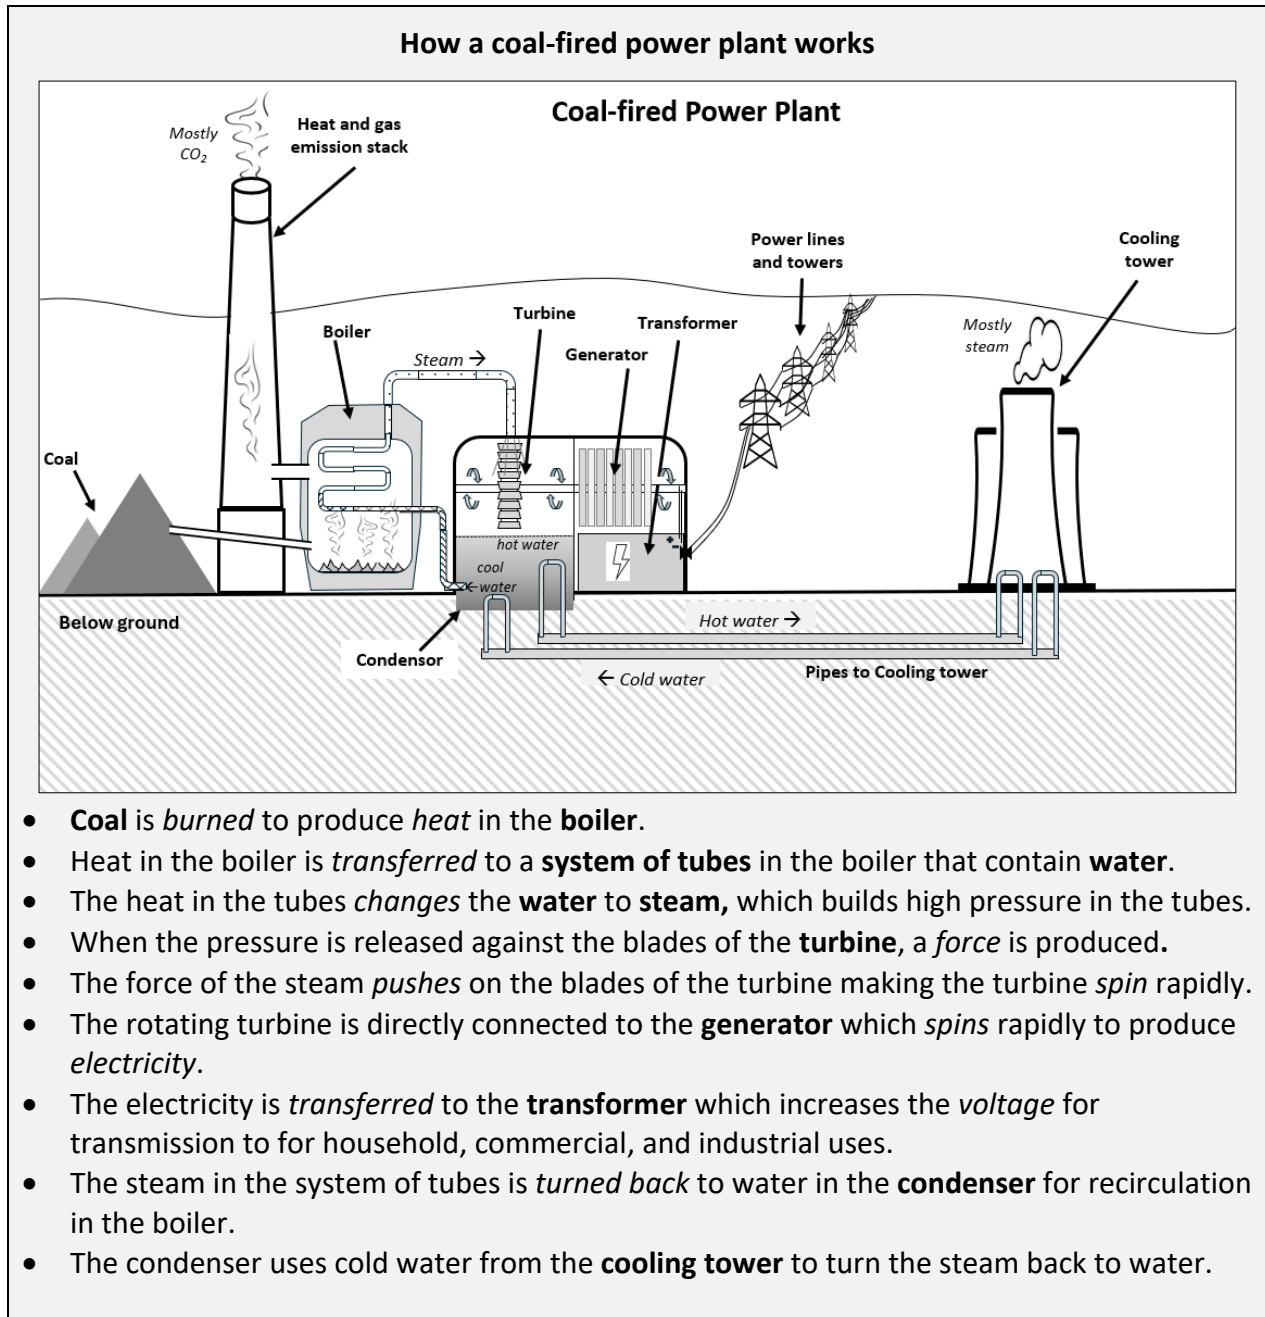 How a coal-fired power plant works
Coal-fired Power Plant
Mostly
CO2
Heat and gas
emission stack
Power lines
and towers
Cooling
tower
Boiler
Steam →
Turbine
Generator
Transformer
Mostly
steam
Coal
hot water
cool
←water
+
-
Below ground
Condensor
Hot water →
← Cold water
Pipes to Cooling tower
• Coal is burned to produce heat in the boiler.
• Heat in the boiler is transferred to a system of tubes in the boiler that contain water.
• The heat in the tubes changes the water to steam, which builds high pressure in the tubes.
• When the pressure is released against the blades of the turbine, a force is produced.
• The force of the steam pushes on the blades of the turbine making the turbine spin rapidly.
• The rotating turbine is directly connected to the generator which spins rapidly to produce
electricity.
• The electricity is transferred to the transformer which increases the voltage for
transmission to for household, commercial, and industrial uses.
• The steam in the system of tubes is turned back to water in the condenser for recirculation
in the boiler.
• The condenser uses cold water from the cooling tower to turn the steam back to water.